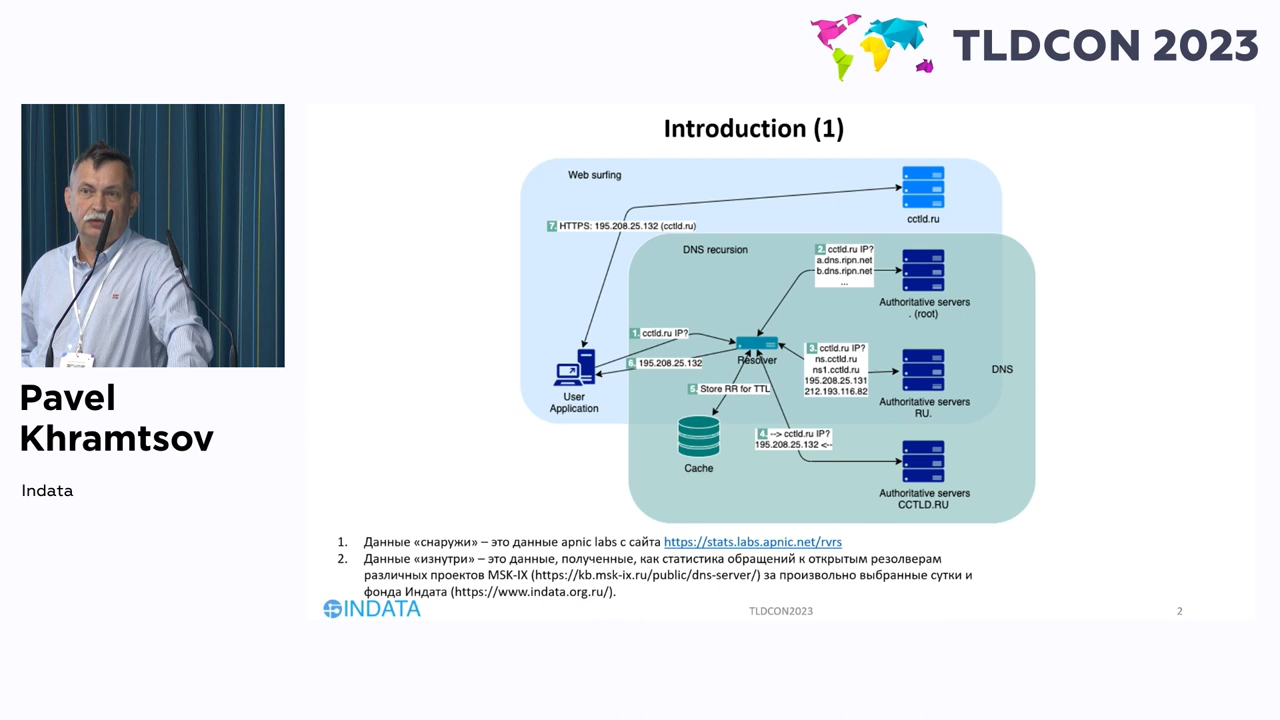 TLDCON 2023
Pavel
Khramtsov
Indata
Introduction (1)
Web surfing
cctld.ru
7. HTTPS: 195.208.25.132 (cctld.ru)
DNS recursion
2. cctld.ru IP?
a.dns.ripn.net
b.dns.ripn.net
...
Authoritative servers
. (root)
1. cctld.ru IP?
6. 195.208.25.132
Resolver
3. cctld.ru IP?
ns.cctld.ru
ns1.cctld.ru
195.208.25.131
212.193.116.82
DNS
User
Application
5. Store RR for TTL
Authoritative servers
RU.
4. --> cctld.ru IP?
195.208.25.132 <--
Cache
Authoritative servers
CCTLD.RU
1. Данные «снаружи» – это данные apnic labs с сайта https://stats.labs.apnic.net/rvrs
2. Данные «изнутри» – это данные, полученные, как статистика обращений к открытым резолверам
различных проектов MSK-IX (https://kb.msk-ix.ru/public/dns-server/) за произвольно выбранные сутки и
фонда Индата (https://www.indata.org.ru/).
INDATA
TLDCON2023
2